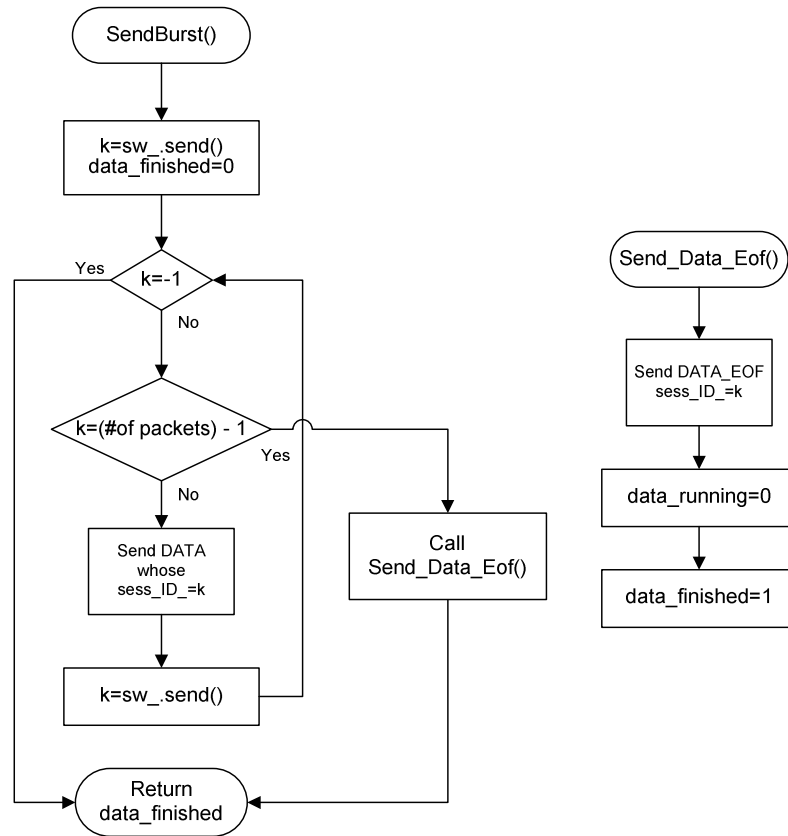 SendBurst()
k=sw_.send()
data_finished=0
Yes
k=-1
No
k=(#of packets) - 1
Yes
No
Send DATA
whose
sess_ID_=k
k=sw_.send()
Call
Send_Data_Eof()
Return
data_finished
Send_Data_Eof()
Send DATA_EOF
sess_ID_=k
data_running=0
data_finished=1